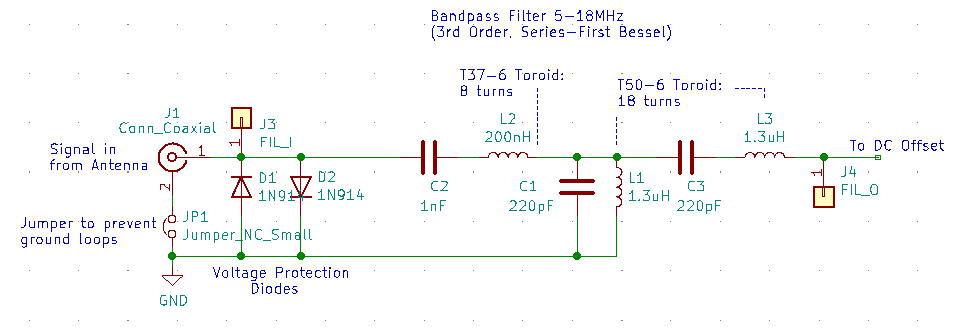 Bandpass Filter 5-18MHz
(3rd Order, Series-First Bessel)
T37-6 Toroid:
8 turns
T50-6 Toroid:
18 turns
J1
Conn_Coaxial
J3
FIL_I
1
L2
200nH
L3
1.3uH
Signal in
from Antenna
1
2
To DC Offset
D1
1N914
D2
1N914
C2
1nF
C1
220pF
L1
1.3uH
C3
220pF
1
J4
FIL_O
Jumper to prevent
ground loops
JP1
Jumper_NC_Small
Voltage Protection
Diodes
GND